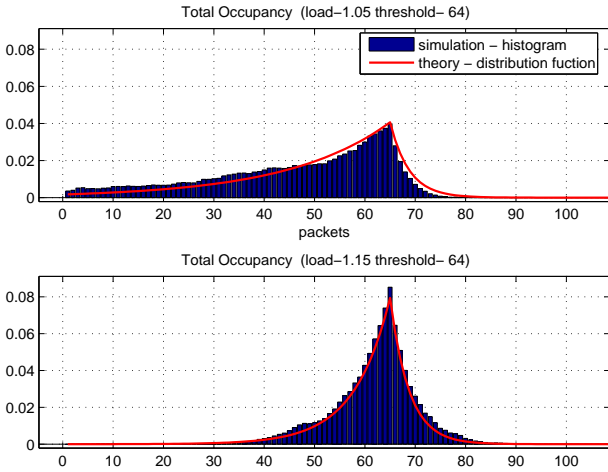 Total Occupancy (load-1.05 threshold- 64)
simulation - histogram
theory - distribution fuction
0.08
0.06
0.04
0.02
0
0 10 20 30 40 50 60 70 80 90 100
packets
Total Occupancy (load-1.15 threshold- 64)
0.08
0.06
0.04
0.02
0
0 10 20 30 40 50 60 70 80 90 100